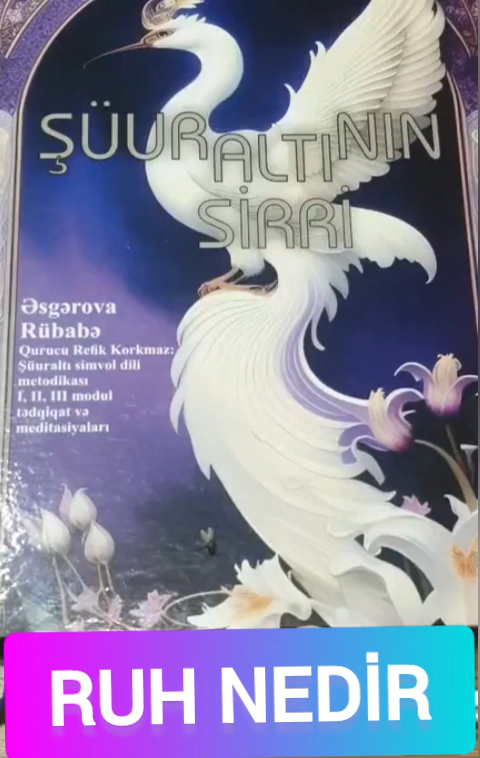 ŞÜURALTININ
SİRRİ
Əsgərova
Rübabə
Qurucu Refik Korkmaz:
Şüuraltı simvol dili
metodikası
I, II, III modul
tədqiqat və
meditasiyaları
RUH NEDİR